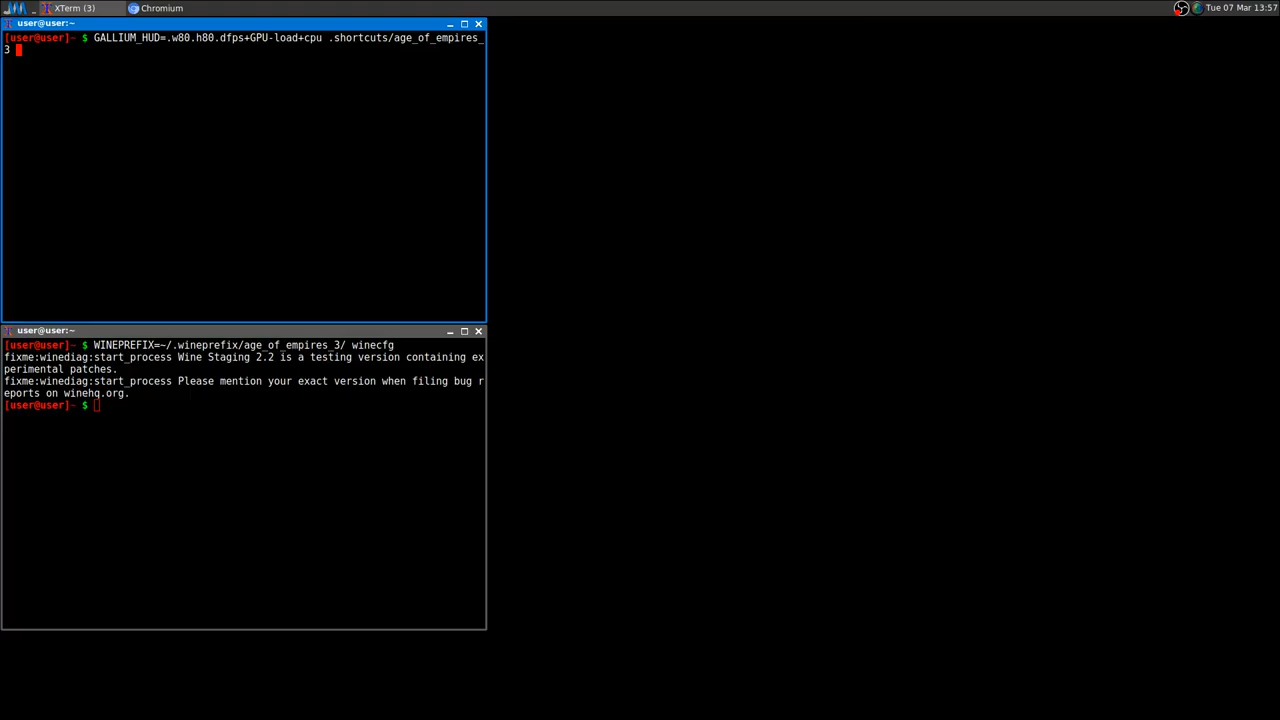 XTerm (3)
Chromium
Tue 07 Mar 13:57
user@user:~
[user@user]~ $ GALLIUM_HUD=.w80.h80.dfps+GPU-load+cpu .shortcuts/age_of_empires_
3
user@user:~
[user@user]~ $ WINEPREFIX=~/.wineprefix/age_of_empires_3/ winecfg
fixme:winediag:start_process Wine Staging 2.2 is a testing version containing ex
perimental patches.
fixme:winediag:start_process Please mention your exact version when filing bug r
eports on winehq.org.
[user@user]~ $